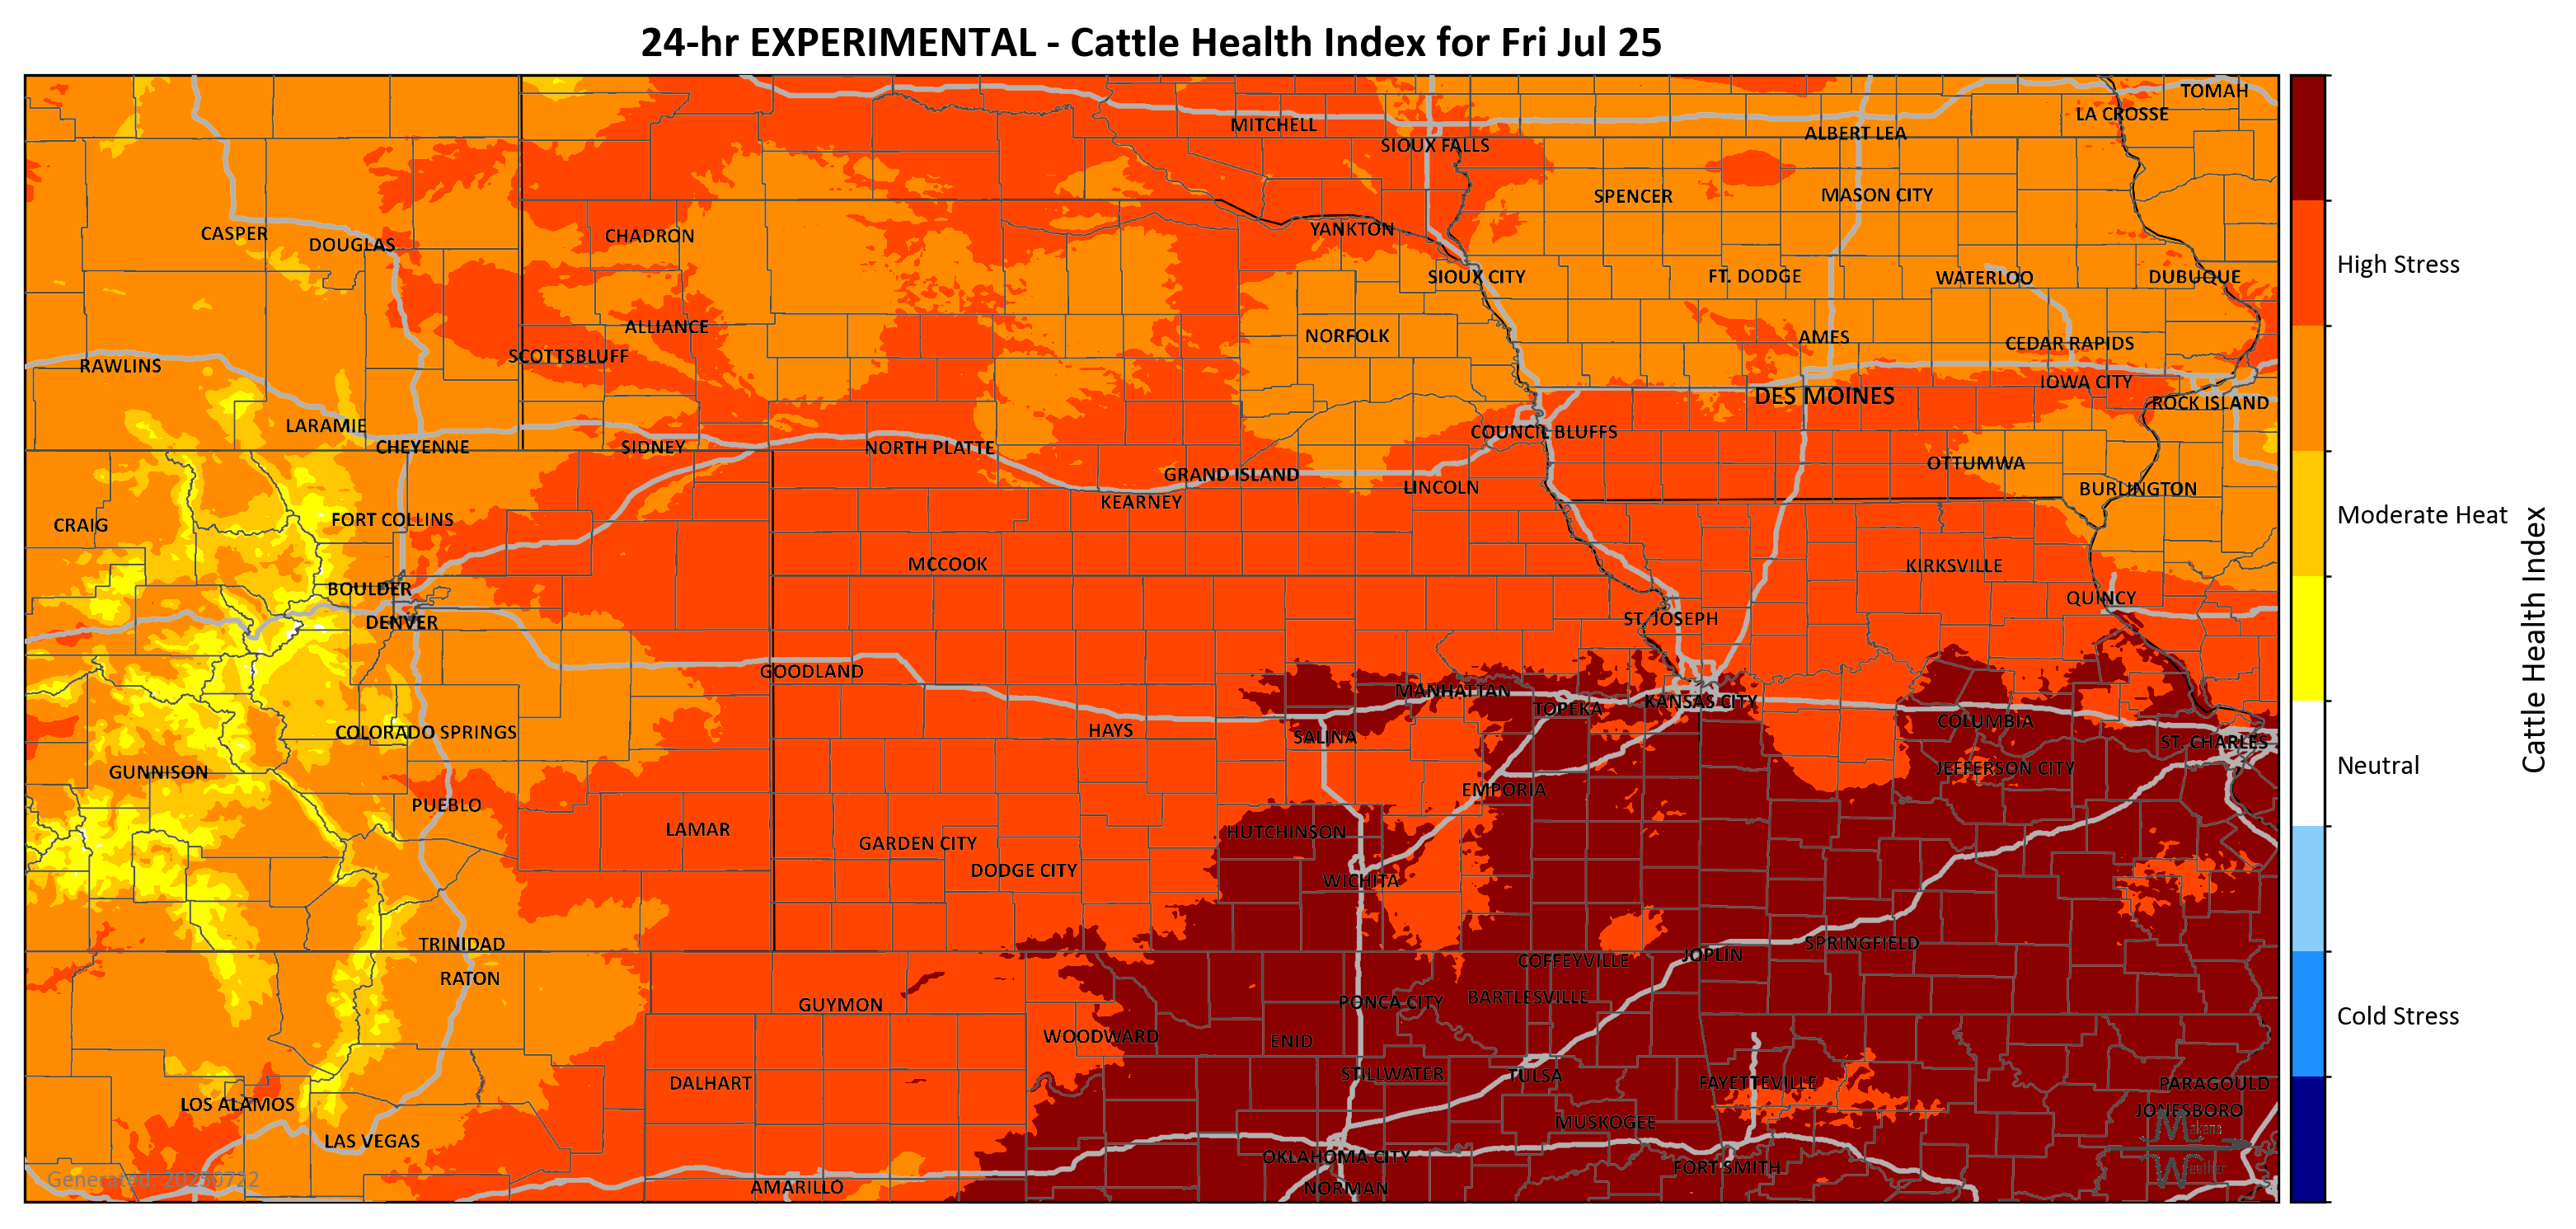 24-hr EXPERIMENTAL - Cattle Health Index for Fri Jul 25
TOMAH
LA CROSSE
MITCHELL
ALBERT LEA
SIOUX FALLS
SPENCER
MASON CITY
CASPER
DOUGLAS
CHADRON
YANKTON
SIOUX CITY
FT. DODGE
WATERLOO
DUBUQUE
High Stress
ALLIANCE
NORFOLK
AMES
CEDAR RAPIDS
SCOTTSBLUFF
RAWLINS
IOWA CITY
DES MOINES
ROCK ISLAND
LARAMIE
COUNCIL BLUFFS
CHEYENNE
SIDNEY
NORTH PLATTE
OTTUMWA
GRAND ISLAND
LINCOLN
BURLINGTON
KEARNEY
FORT COLLINS
CRAIG
Moderate Heat
MCCOOK
KIRKSVILLE
BOULDER
QUINCY
DENVER
ST. JOSEPH
Cattle Health Index
GOODLAND
MANHATTAN
TOPEKA
KANSAS CITY
COLUMBIA
COLORADO SPRINGS
HAYS
SALINA
ST. CHARLES
GUNNISON
JEFFERSON CITY
Neutral
EMPORIA
PUEBLO
LAMAR
HUTCHINSON
GARDEN CITY
DODGE CITY
WICHITA
TRINIDAD
SPRINGFIELD
JOPLIN
COFFEYVILLE
RATON
BARTLESVILLE
GUYMON
PONCA CITY
Cold Stress
WOODWARD
ENID
STILLWATER
TULSA
DALHART
FAYETTEVILLE
PARAGOULD
LOS ALAMOS
JONESBORO
MUSKOGEE
Makens
LAS VEGAS
OKLAHOMA CITY
FORT SMITH
Weather
Generated: 20250722
AMARILLO
NORMAN